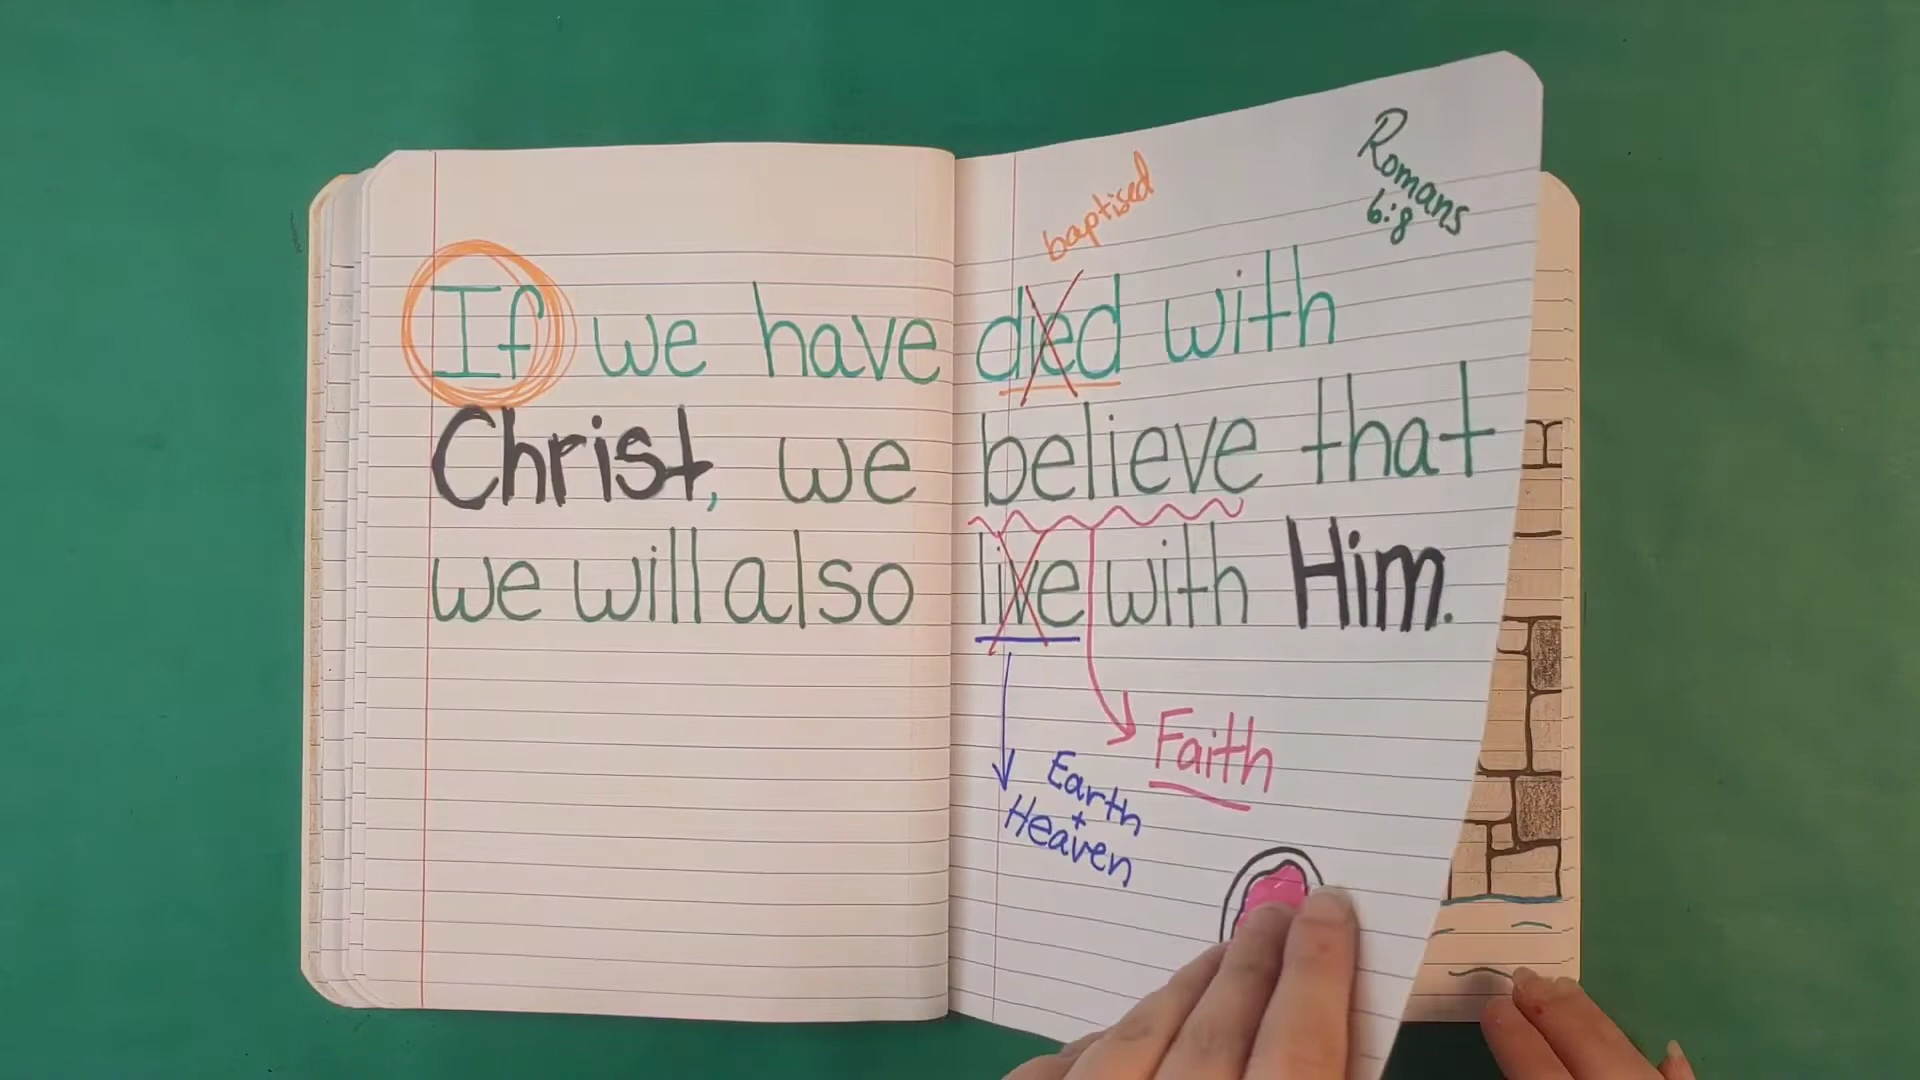 Romans
6:8
baptised
If we have died with
Christ, we believe that
we will also live with Him.
Faith
Earth
+
Heaven